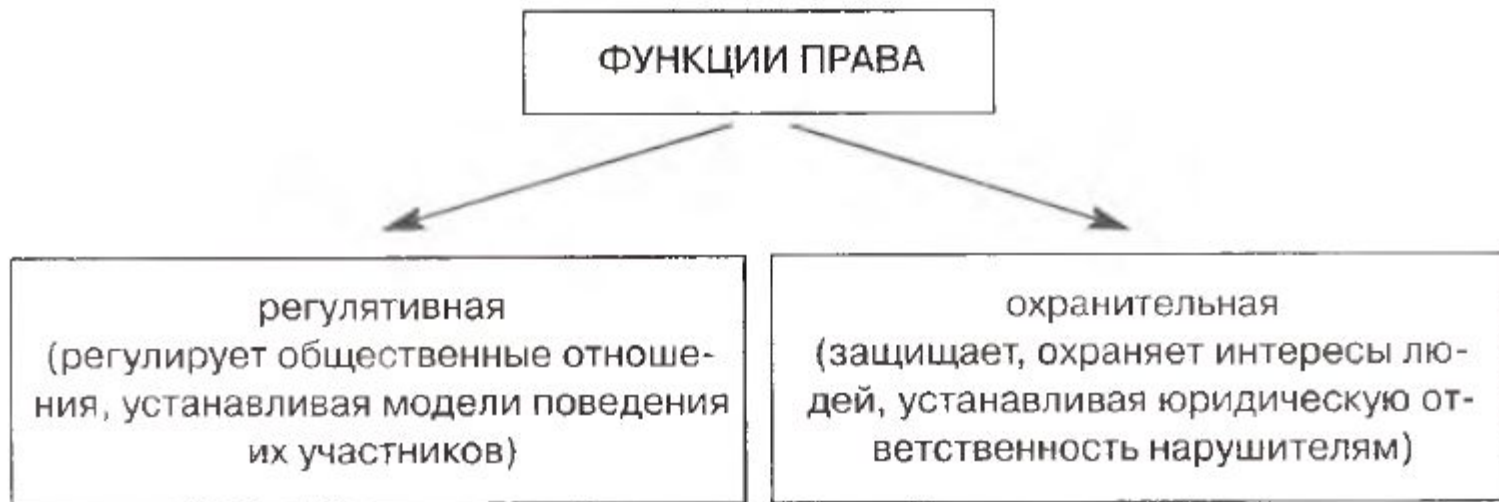 ФУНКЦИИ ПРАВА
регулятивная
(регулирует общественные отноше-
ния, устанавливая модели поведения
их участников)
охранительная
(защищает, охраняет интересы лю-
дей, устанавливая юридическую от-
ветственность нарушителям)